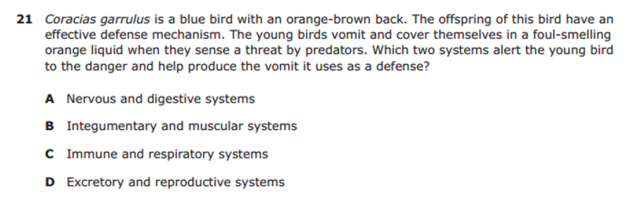 21 Coracias garrulus is a blue bird with an orange-brown back. The offspring of this bird have an
effective defense mechanism. The young birds vomit and cover themselves in a foul-smelling
orange liquid when they sense a threat by predators. Which two systems alert the young bird
to the danger and help produce the vomit it uses as a defense?
A Nervous and digestive systems
B Integumentary and muscular systems
C Immune and respiratory systems
D Excretory and reproductive systems